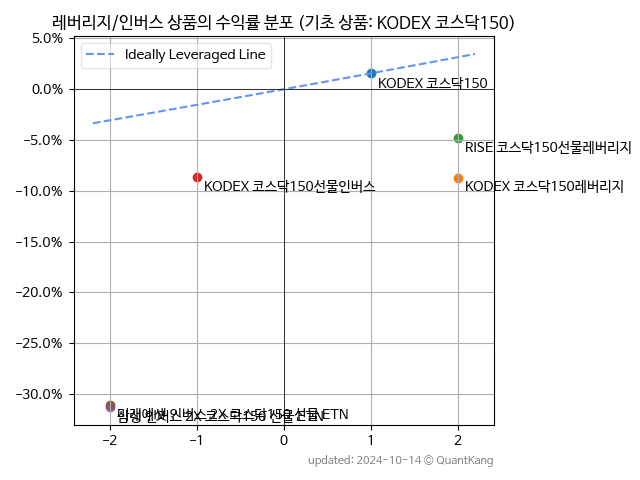 레버리지/인버스 상품의 수익률 분포 (기초 상품: KODEX 코스닥150)
5.0%
Ideally Leveraged Line
KODEX 코스닥150
0.0%
RISE 코스닥150선물레버리지
−5.0%
KODEX 코스닥150선물인버스
KODEX 코스닥150레버리지
−10.0%
−15.0%
−20.0%
−25.0%
−30.0%
ETN
−2
−1
0
1
2
updated: 2024-10-14 © QuantKang